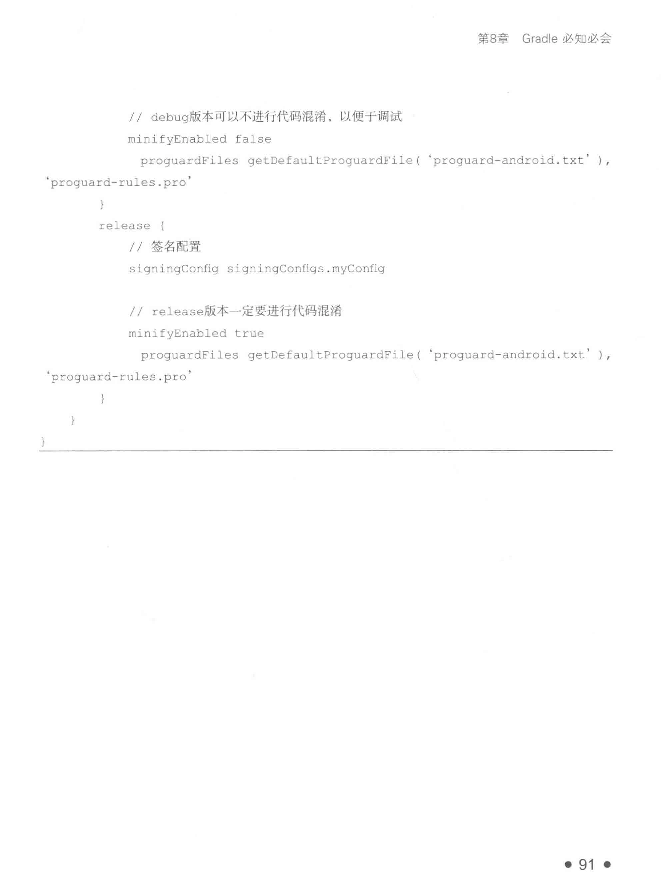 第8章 Gradle 必知必会
// debug版本可以不进行代码混淆，以便于调试
minifyEnabled false
proguardFiles getDefaultProguardFile( 'proguard-android.txt' ),
'proguard-rules.pro'
}
release {
// 签名配置
signingConfig signingConfigs.myConfig
// release版本一定要进行代码混淆
minifyEnabled true
proguardFiles getDefaultProguardFile( 'proguard-android.txt' ),
'proguard-rules.pro'
}
}
}
● 91 ●